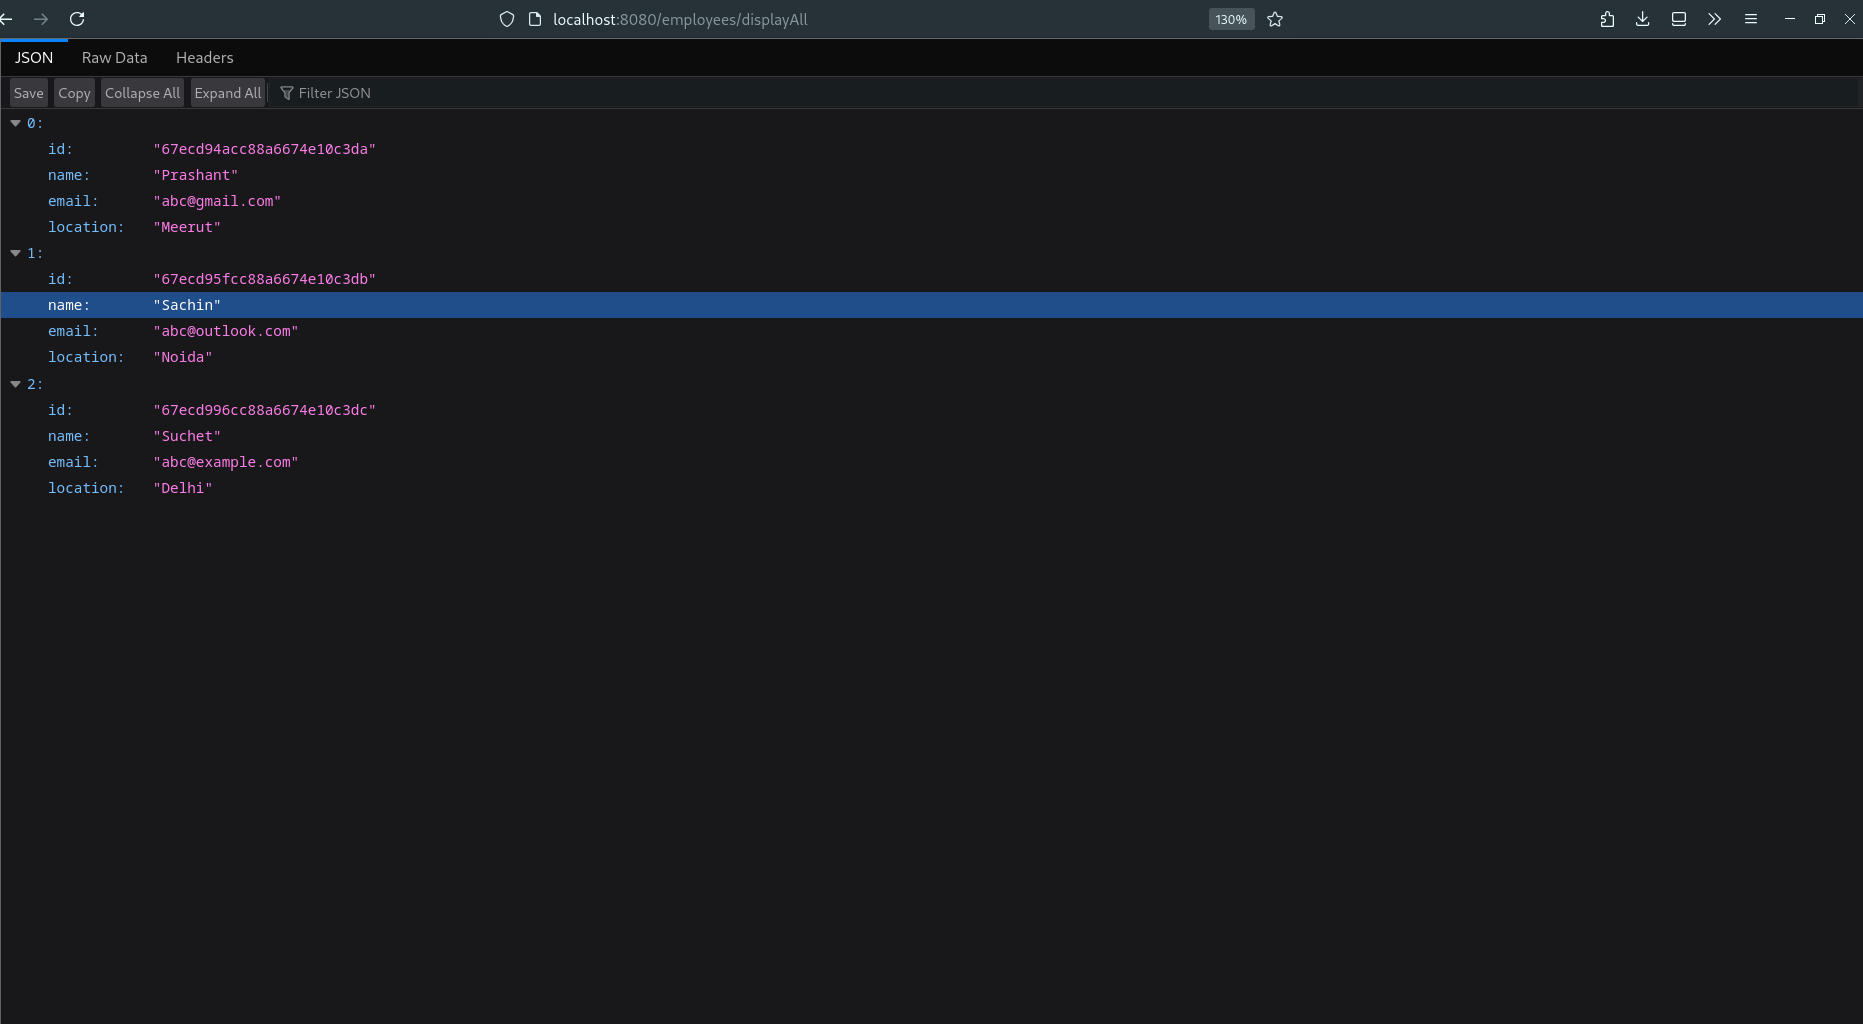 localhost:8080/employees/displayAll 130%
JSON Raw Data Headers
Save Copy Collapse All Expand All Filter JSON
0:
id: "67ecd94acc88a6674e10c3da"
name: "Prashant"
email: "abc@gmail.com"
location: "Meerut"
1:
id: "67ecd95fcc88a6674e10c3db"
name: "Sachin"
email: "abc@outlook.com"
location: "Noida"
2:
id: "67ecd996cc88a6674e10c3dc"
name: "Suchet"
email: "abc@example.com"
location: "Delhi"